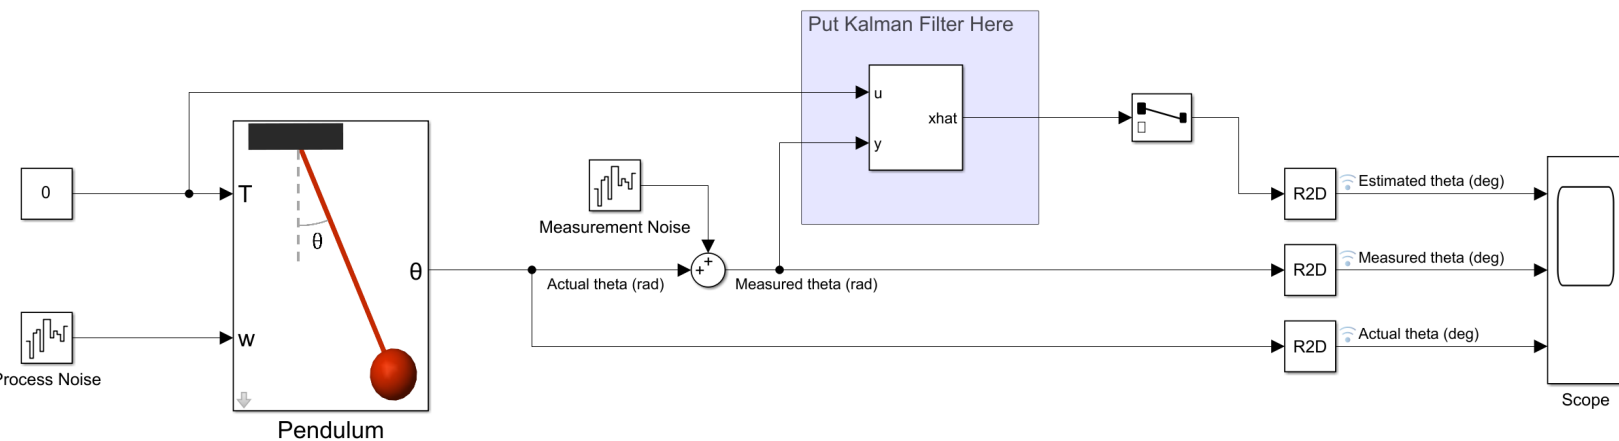 Put Kalman Filter Here
u
xhat
y
0
T
θ
θ
w
Measurement Noise
Actual theta (rad)
Measured theta (rad)
R2D
Estimated theta (deg)
R2D
Measured theta (deg)
R2D
Actual theta (deg)
Process Noise
Pendulum
Scope